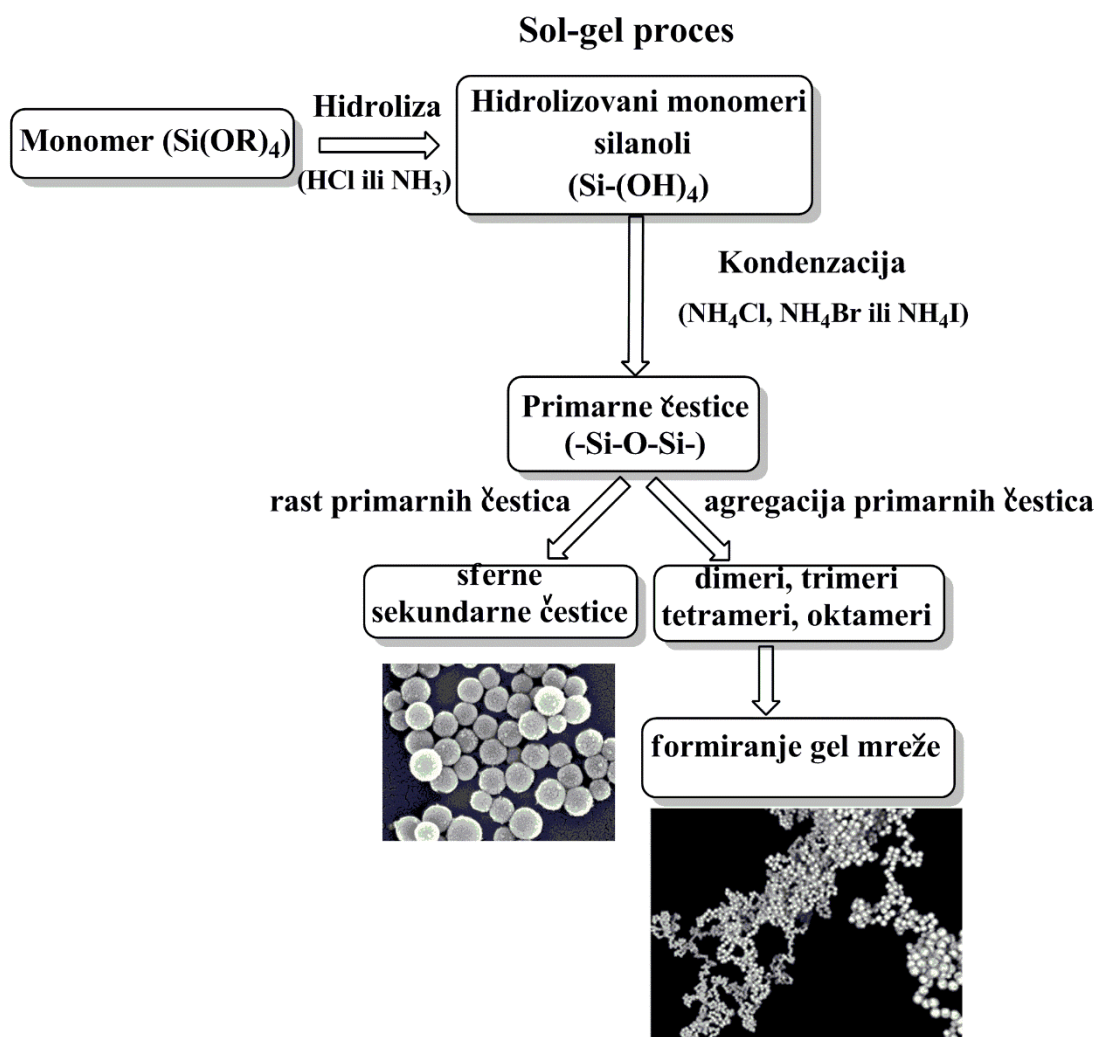 Sol-gel proces
Monomer (Si(OR)₄)
Hidroliza
(HCl ili NH₃)
Hidrolizovani monomeri
silanoli
(Si-(OH)₄)
Kondenzacija
(NH₄Cl, NH₄Br ili NH₄I)
Primarne čestice
(-Si-O-Si-)
rast primarnih čestica
agregacija primarnih čestica
sferne
sekundarne čestice
dimeri, trimeri
tetrameri, oktameri
formiranje gel mreže